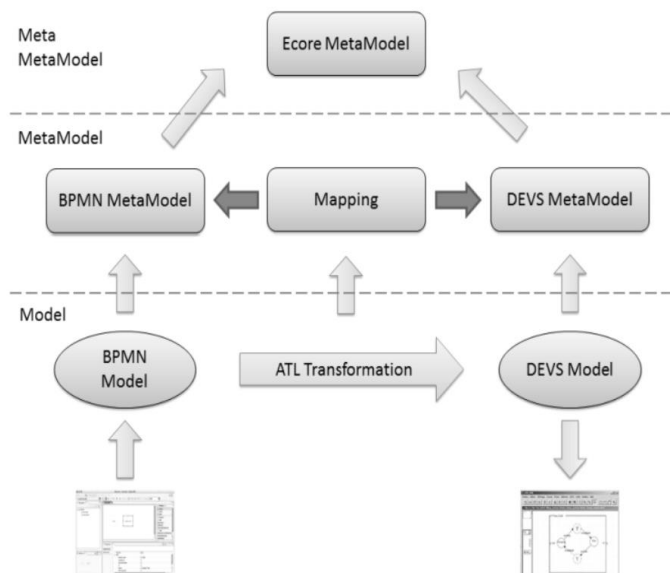 Meta
MetaModel
Ecore MetaModel
MetaModel
BPMN MetaModel
Mapping
DEVS MetaModel
Model
BPMN
Model
ATL Transformation
DEVS Model